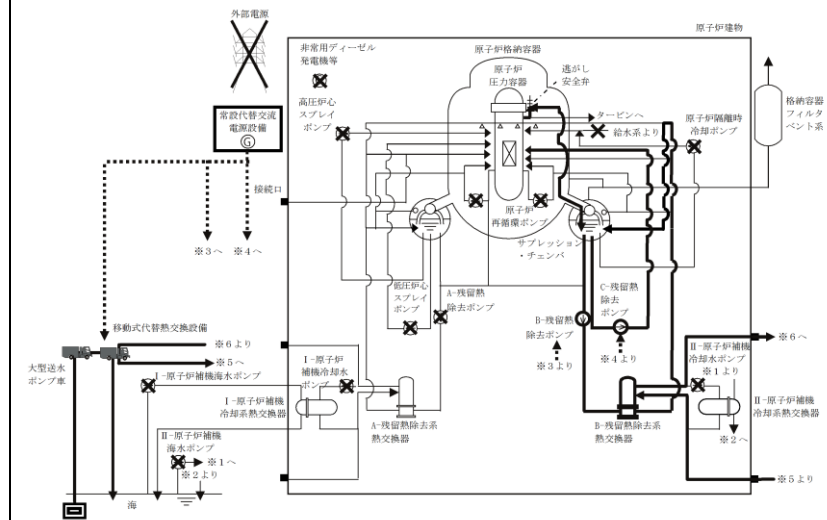 外部電源
原子炉建物
非常用ディーゼル
発電機等
原子炉格納容器
原子炉
圧力容器
逃がし
安全弁
高圧炉心
スプレイ
ポンプ
タービンへ
給水系より
原子炉隔離時
冷却ポンプ
格納容器
フィルタ
ベント系
常設代替交流
電源設備
G
接続口
原子炉
再循環ポンプ
サプレッション
・チェンバ
※3へ
※4へ
低圧炉心
スプレイ
ポンプ
A-残留熱
除去ポンプ
B-残留熱
除去ポンプ
C-残留熱
除去
ポンプ
※3より
※4より
移動式代替熱交換設備
※6より
※5へ
大型送水
ポンプ車
I-原子炉補機海水ポンプ
I-原子炉
補機冷却水
ポンプ
I-原子炉補機
冷却系熱交換器
A-残留熱除去系
熱交換器
B-残留熱除去系
熱交換器
※6へ
II-原子炉補機
冷却水ポンプ
※1より
II-原子炉補機
冷却系熱交換器
※2へ
※5より
II-原子炉補機
海水ポンプ
※1へ
※2より
海